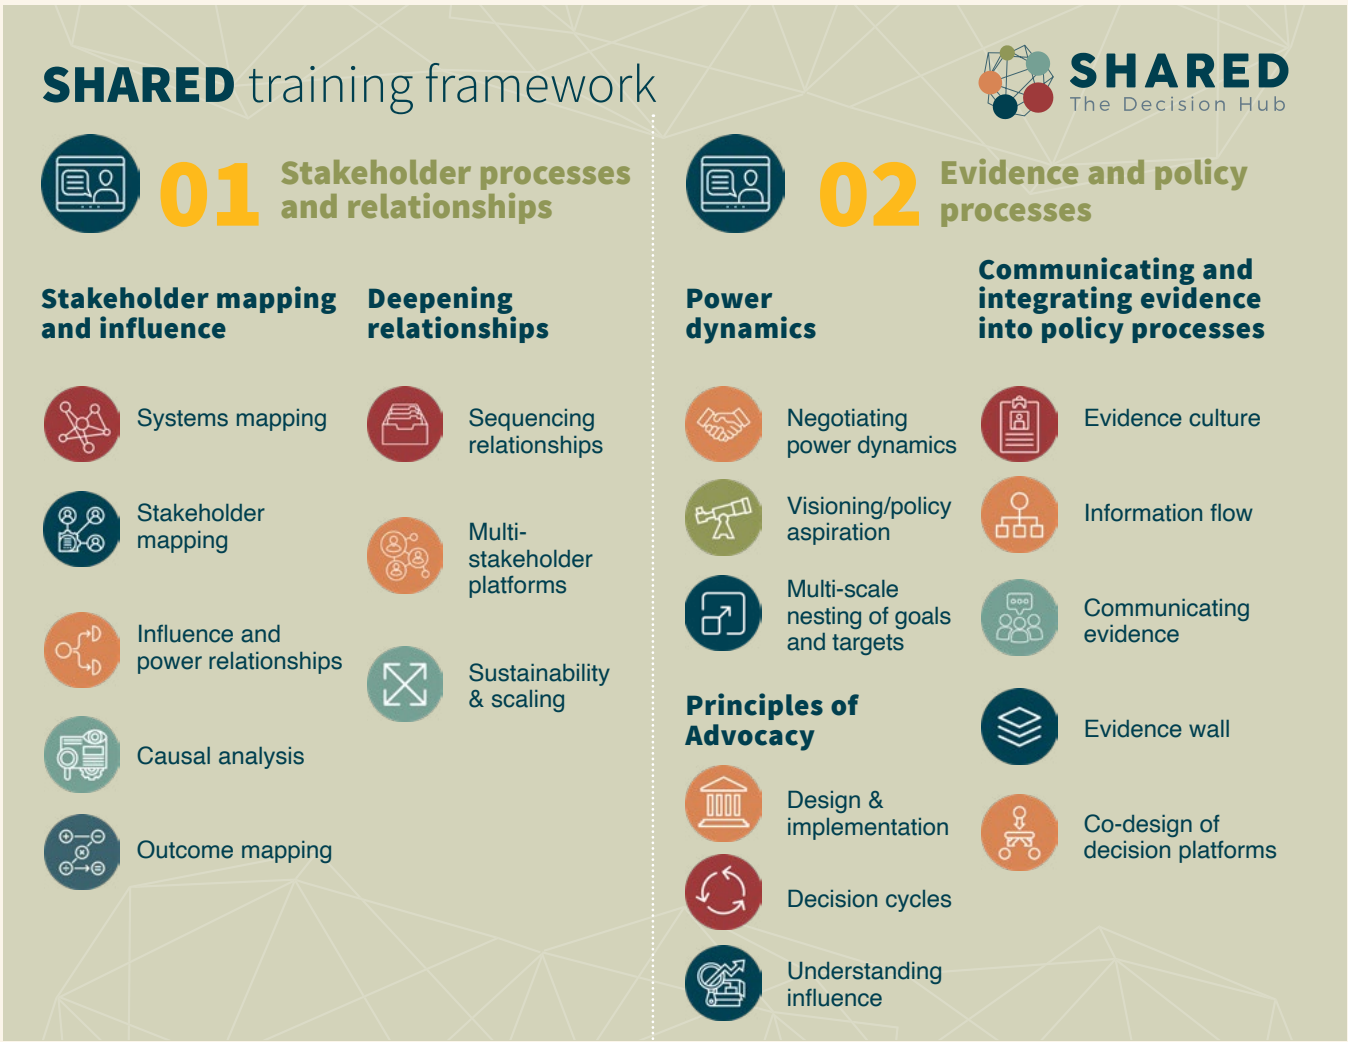 SHARED training framework
SHARED
The Decision Hub
01
Stakeholder processes
and relationships
Stakeholder mapping
and influence
Systems mapping
Stakeholder
mapping
Influence and
power relationships
Causal analysis
Outcome mapping
Deepening
relationships
Sequencing
relationships
Multi-
stakeholder
platforms
Sustainability
& scaling
02
Evidence and policy
processes
Power
dynamics
Negotiating
power dynamics
Visioning/policy
aspiration
Multi-scale
nesting of goals
and targets
Principles of
Advocacy
Design &
implementation
Decision cycles
Understanding
influence
Communicating and
integrating evidence
into policy processes
Evidence culture
Information flow
Communicating
evidence
Evidence wall
Co-design of
decision platforms